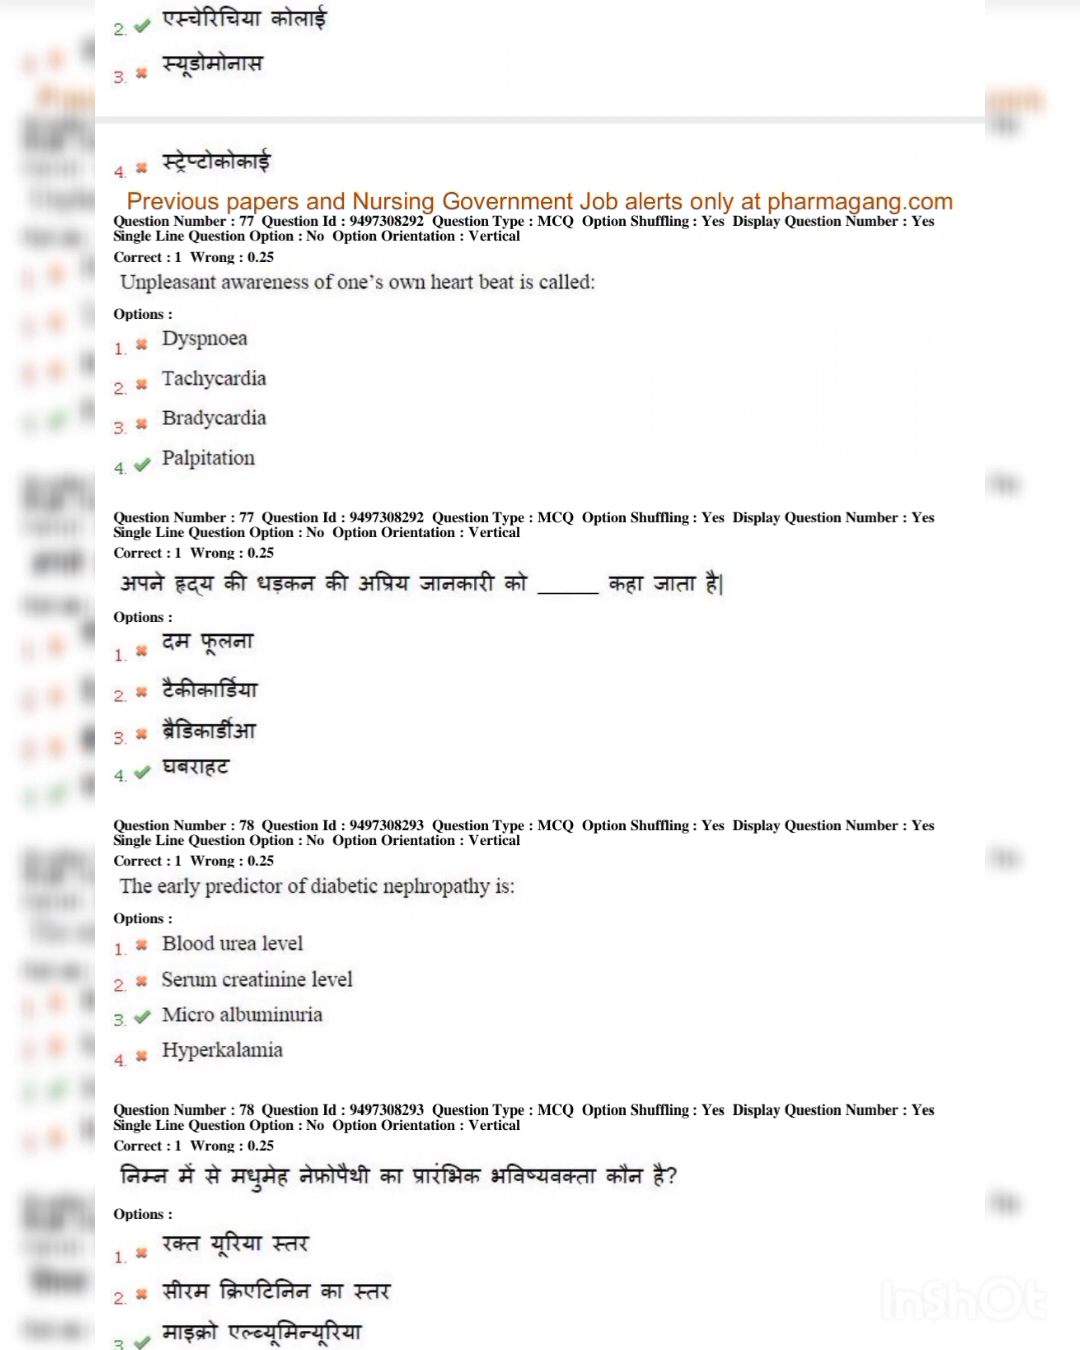 2. एस्चेरिचिया कोलाई
3. स्यूडोमोनास
4. स्ट्रेप्टोकोकाई
Previous papers and Nursing Government Job alerts only at pharmagang.com
Question Number : 77 Question Id : 9497308292 Question Type : MCQ Option Shuffling : Yes Display Question Number : Yes
Single Line Question Option : No Option Orientation : Vertical
Correct : 1 Wrong : 0.25
Unpleasant awareness of one's own heart beat is called:
Options :
1. Dyspnoea
2. Tachycardia
3. Bradycardia
4. Palpitation
Question Number : 77 Question Id : 9497308292 Question Type : MCQ Option Shuffling : Yes Display Question Number : Yes
Single Line Question Option : No Option Orientation : Vertical
Correct : 1 Wrong : 0.25
अपने हृदय की धड़कन की अप्रिय जानकारी को ______ कहा जाता है|
Options :
1. दम फूलना
2. टैकीकार्डिया
3. ब्रैडिकार्डीआ
4. घबराहट
Question Number : 78 Question Id : 9497308293 Question Type : MCQ Option Shuffling : Yes Display Question Number : Yes
Single Line Question Option : No Option Orientation : Vertical
Correct : 1 Wrong : 0.25
The early predictor of diabetic nephropathy is:
Options :
1. Blood urea level
2. Serum creatinine level
3. Micro albuminuria
4. Hyperkalamia
Question Number : 78 Question Id : 9497308293 Question Type : MCQ Option Shuffling : Yes Display Question Number : Yes
Single Line Question Option : No Option Orientation : Vertical
Correct : 1 Wrong : 0.25
निम्न में से मधुमेह नेफ्रोपैथी का प्रारंभिक भविष्यवक्ता कौन है?
Options :
1. रक्त यूरिया स्तर
2. सीरम क्रिएटिनिन का स्तर
3. माइक्रो एल्ब्यूमिन्यूरिया
InShOt